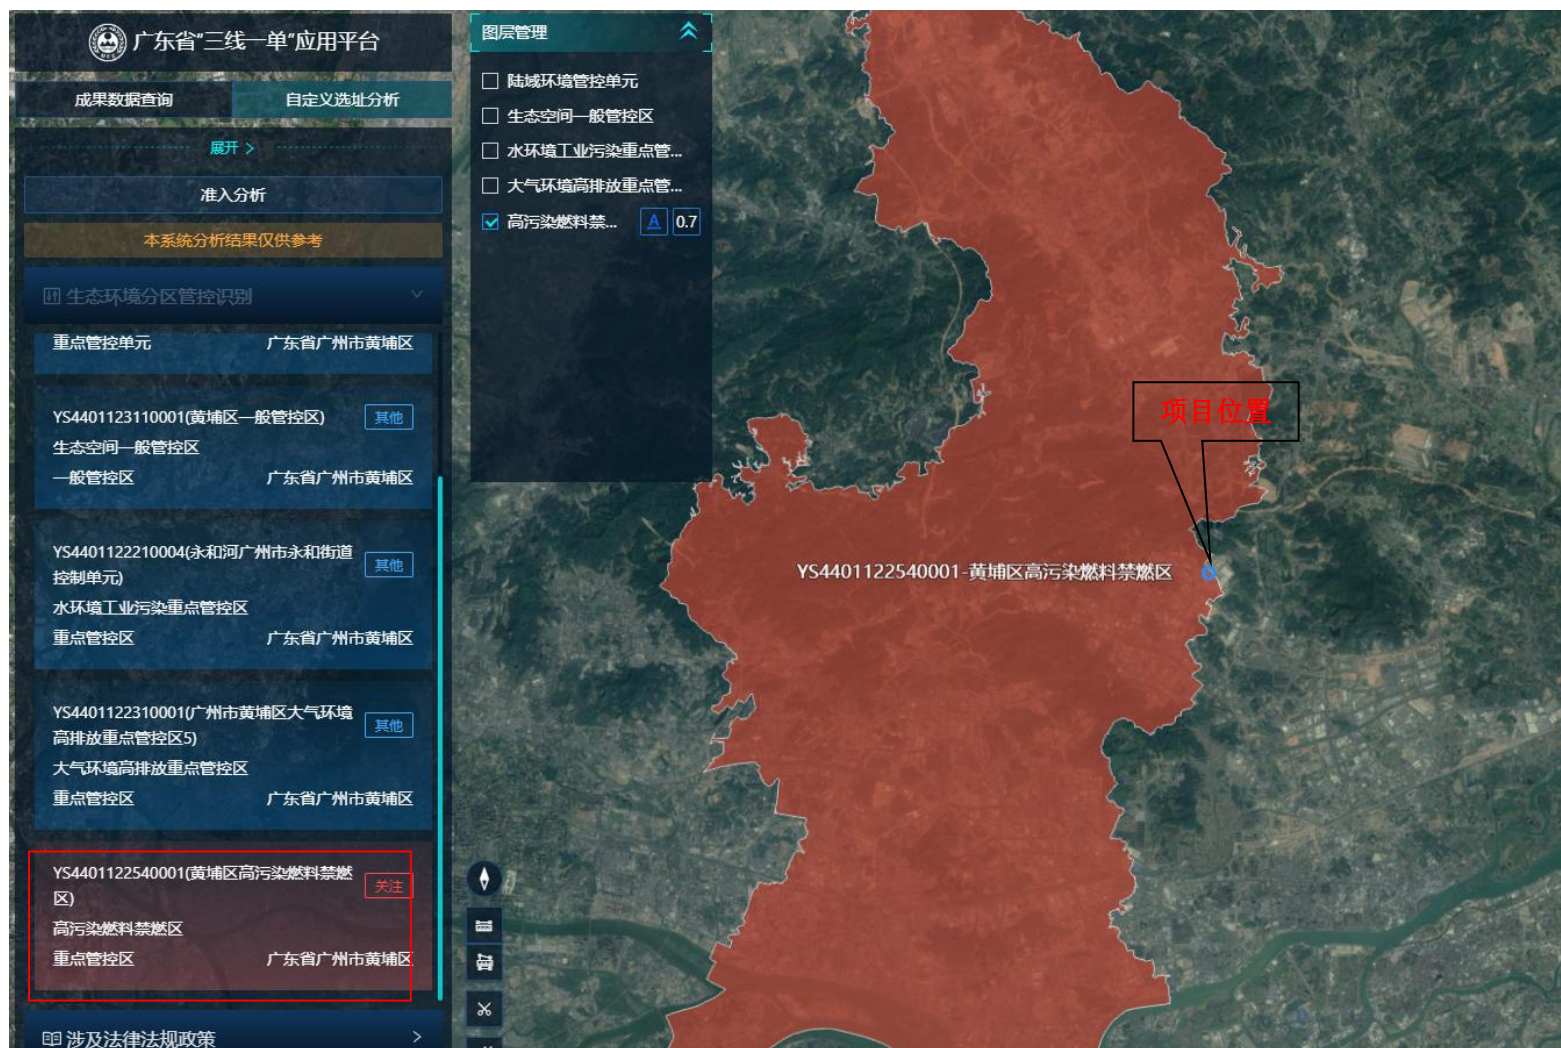 广东省“三线一单”应用平台
成果数据查询
自定义选址分析
展开 >
准入分析
本系统分析结果仅供参考
生态环境分区管控识别
重点管控单元 广东省广州市黄埔区
YS4401123110001(黄埔区一般管控区)
其他
生态空间一般管控区
一般管控区 广东省广州市黄埔区
YS4401122210004(永和河广州市永和街道
控制单元)
其他
水环境工业污染重点管控区
重点管控区 广东省广州市黄埔区
YS4401122310001(广州市黄埔区大气环境
高排放重点管控区5)
其他
大气环境高排放重点管控区
重点管控区 广东省广州市黄埔区
YS4401122540001(黄埔区高污染燃料禁燃
区)
关注
高污染燃料禁燃区
重点管控区 广东省广州市黄埔区
涉及法律法规政策 >
图层管理
陆域环境管控单元
生态空间一般管控区
水环境工业污染重点管...
大气环境高排放重点管...
高污染燃料禁... A 0.7
项目位置
YS4401122540001-黄埔区高污染燃料禁燃区